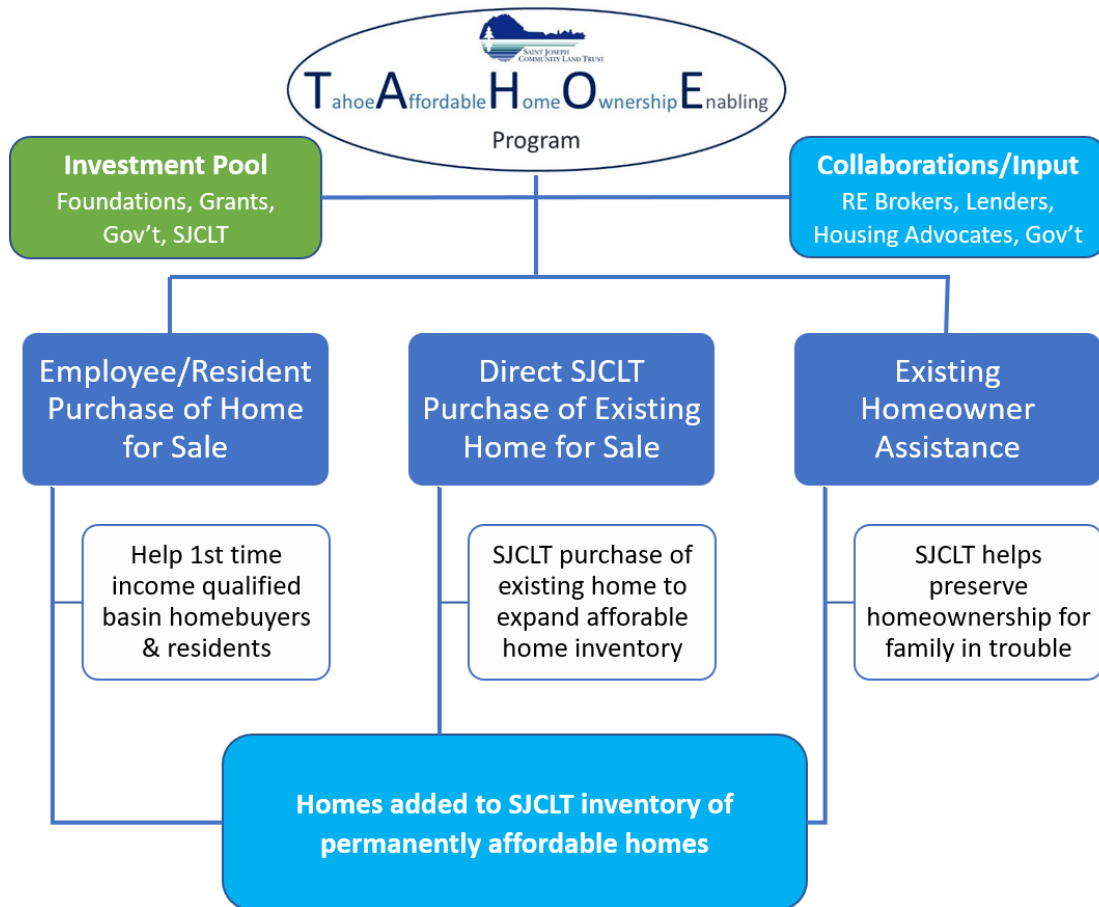 SAINT JOSEPH
COMMUNITY LAND TRUST
TahoeAffordableHomeOwnershipEnabling
Program
Investment Pool
Foundations, Grants,
Gov't, SJCLT
Collaborations/Input
RE Brokers, Lenders,
Housing Advocates, Gov't
Employee/Resident
Purchase of Home
for Sale
Direct SJCLT
Purchase of Existing
Home for Sale
Existing
Homeowner
Assistance
Help 1st time
income qualified
basin homebuyers
& residents
SJCLT purchase of
existing home to
expand afforable
home inventory
SJCLT helps
preserve
homeownership for
family in trouble
Homes added to SJCLT inventory of
permanently affordable homes